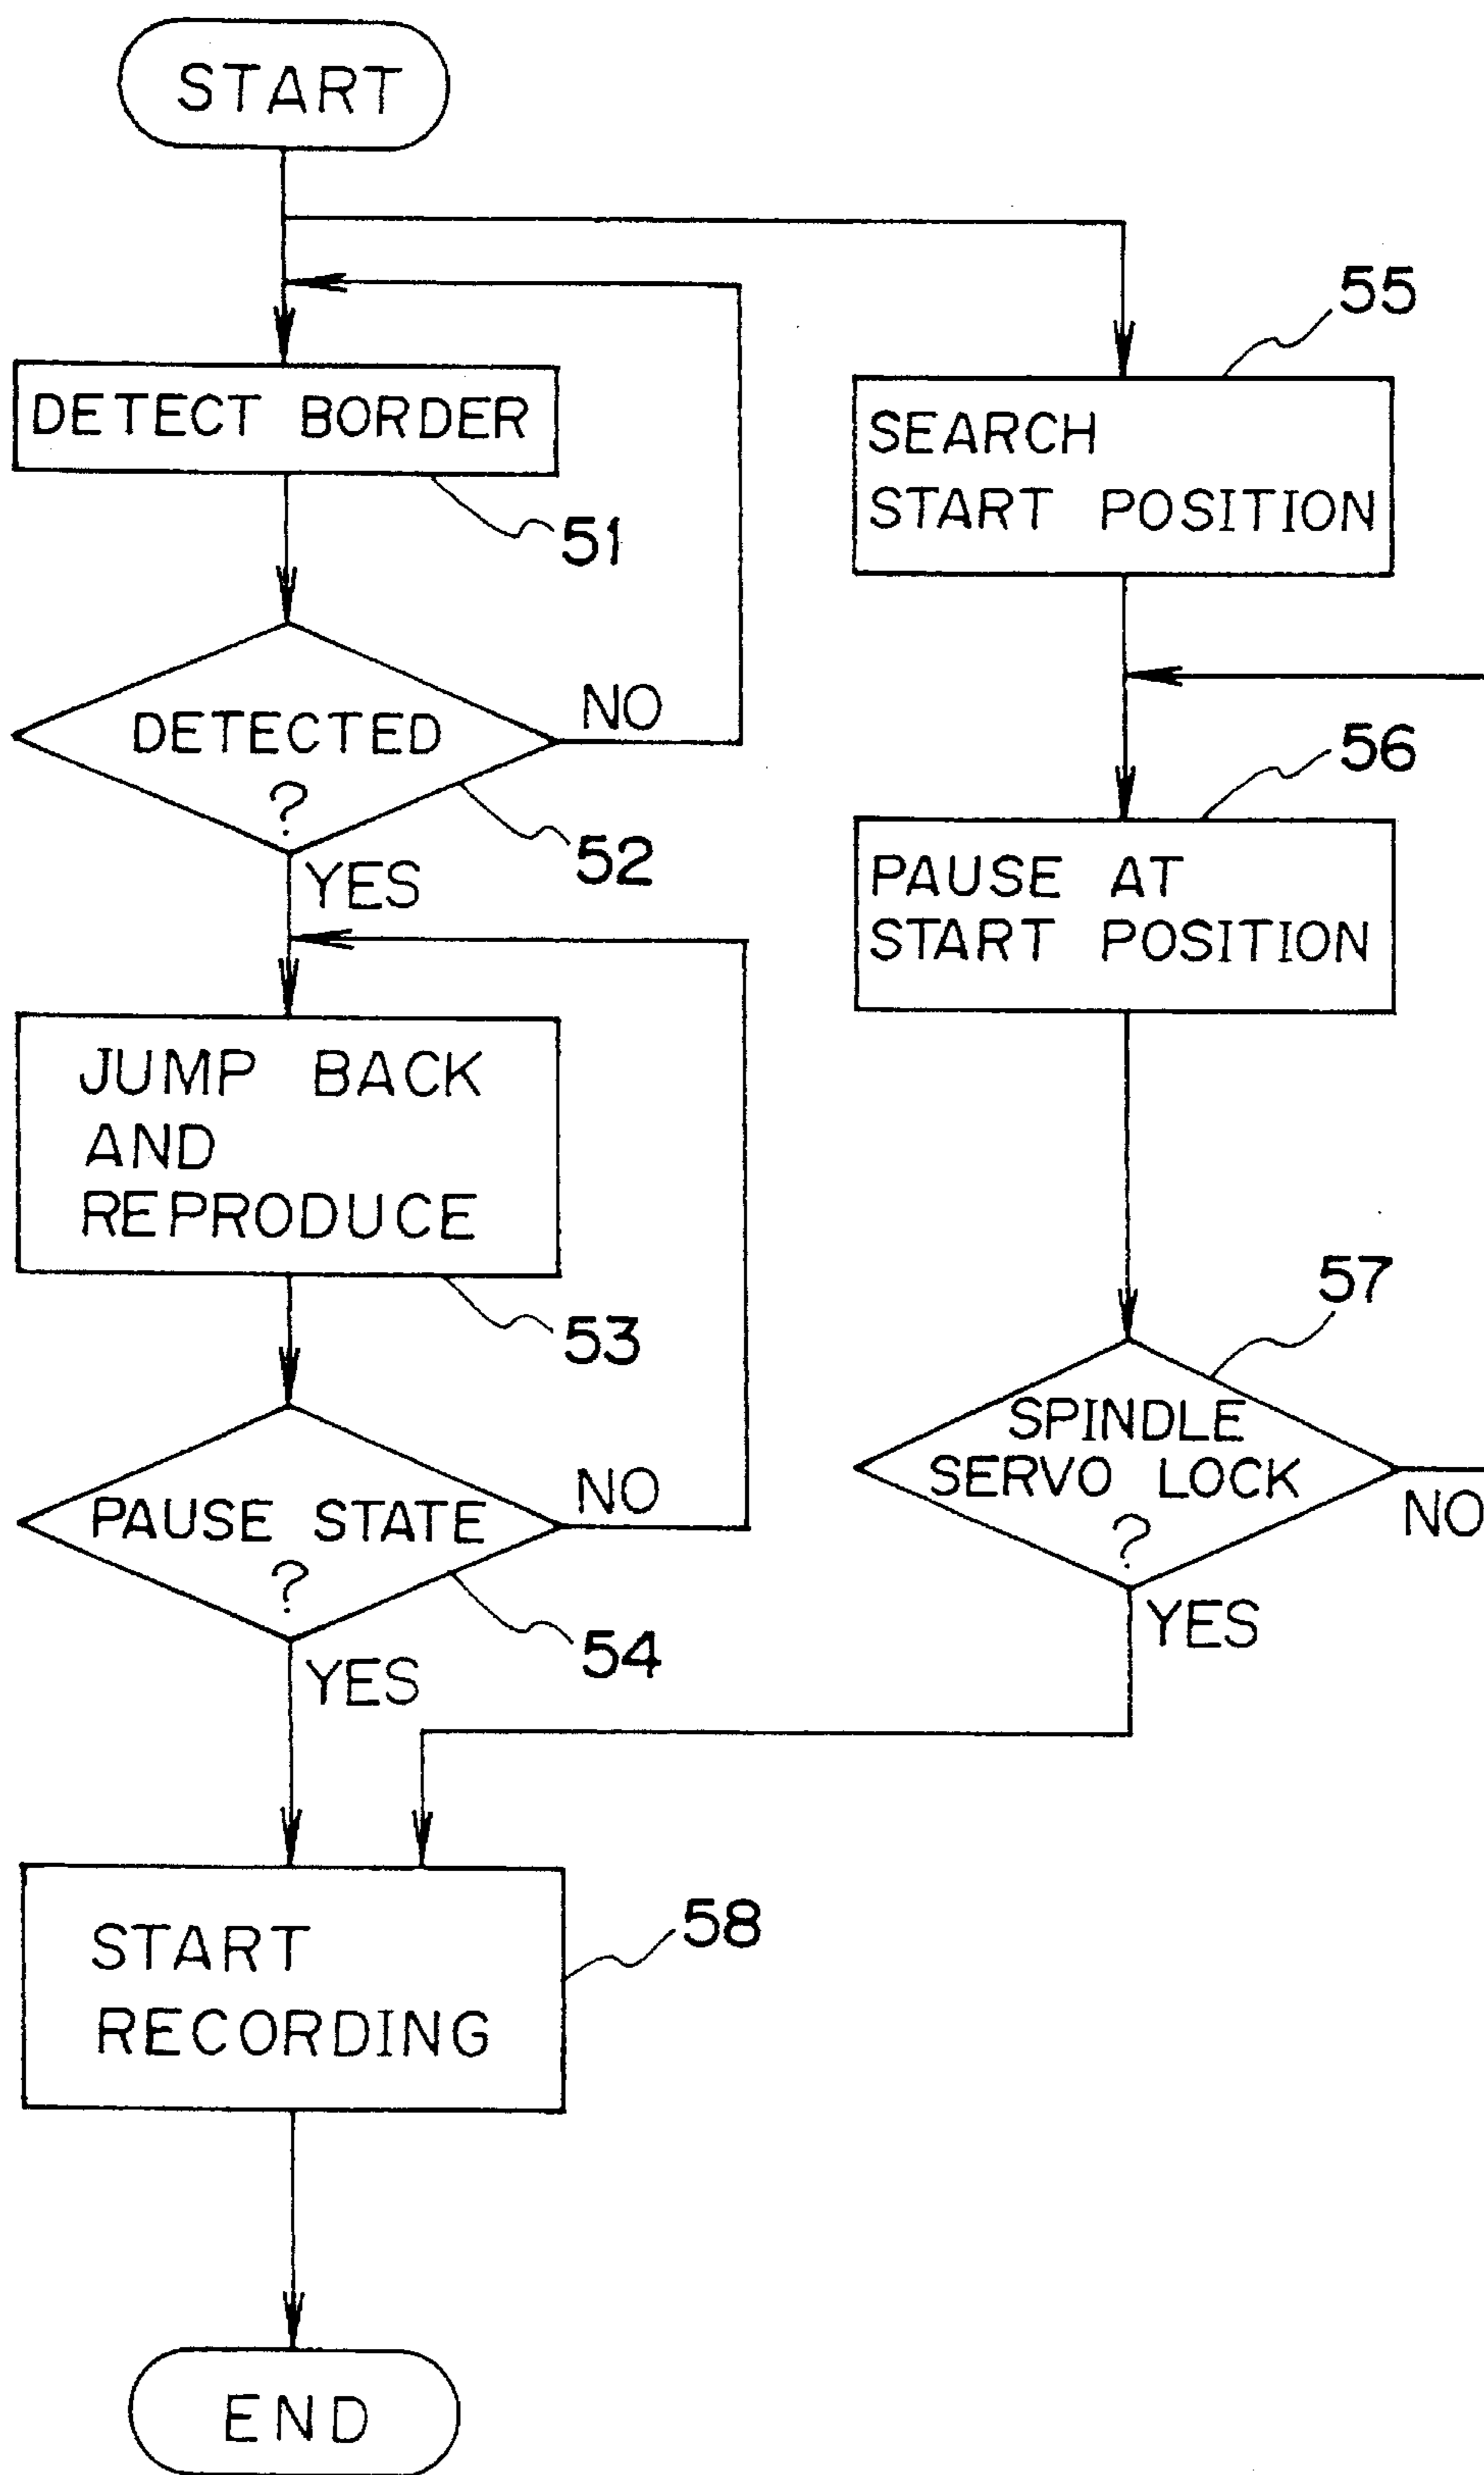 START
DETECT BORDER
51
DETECTED
?
NO
52
YES
JUMP BACK
AND
REPRODUCE
53
PAUSE STATE
?
NO
54
YES
55
SEARCH
START POSITION
56
PAUSE AT
START POSITION
57
SPINDLE
SERVO LOCK
?
NO
YES
START
RECORDING
58
END